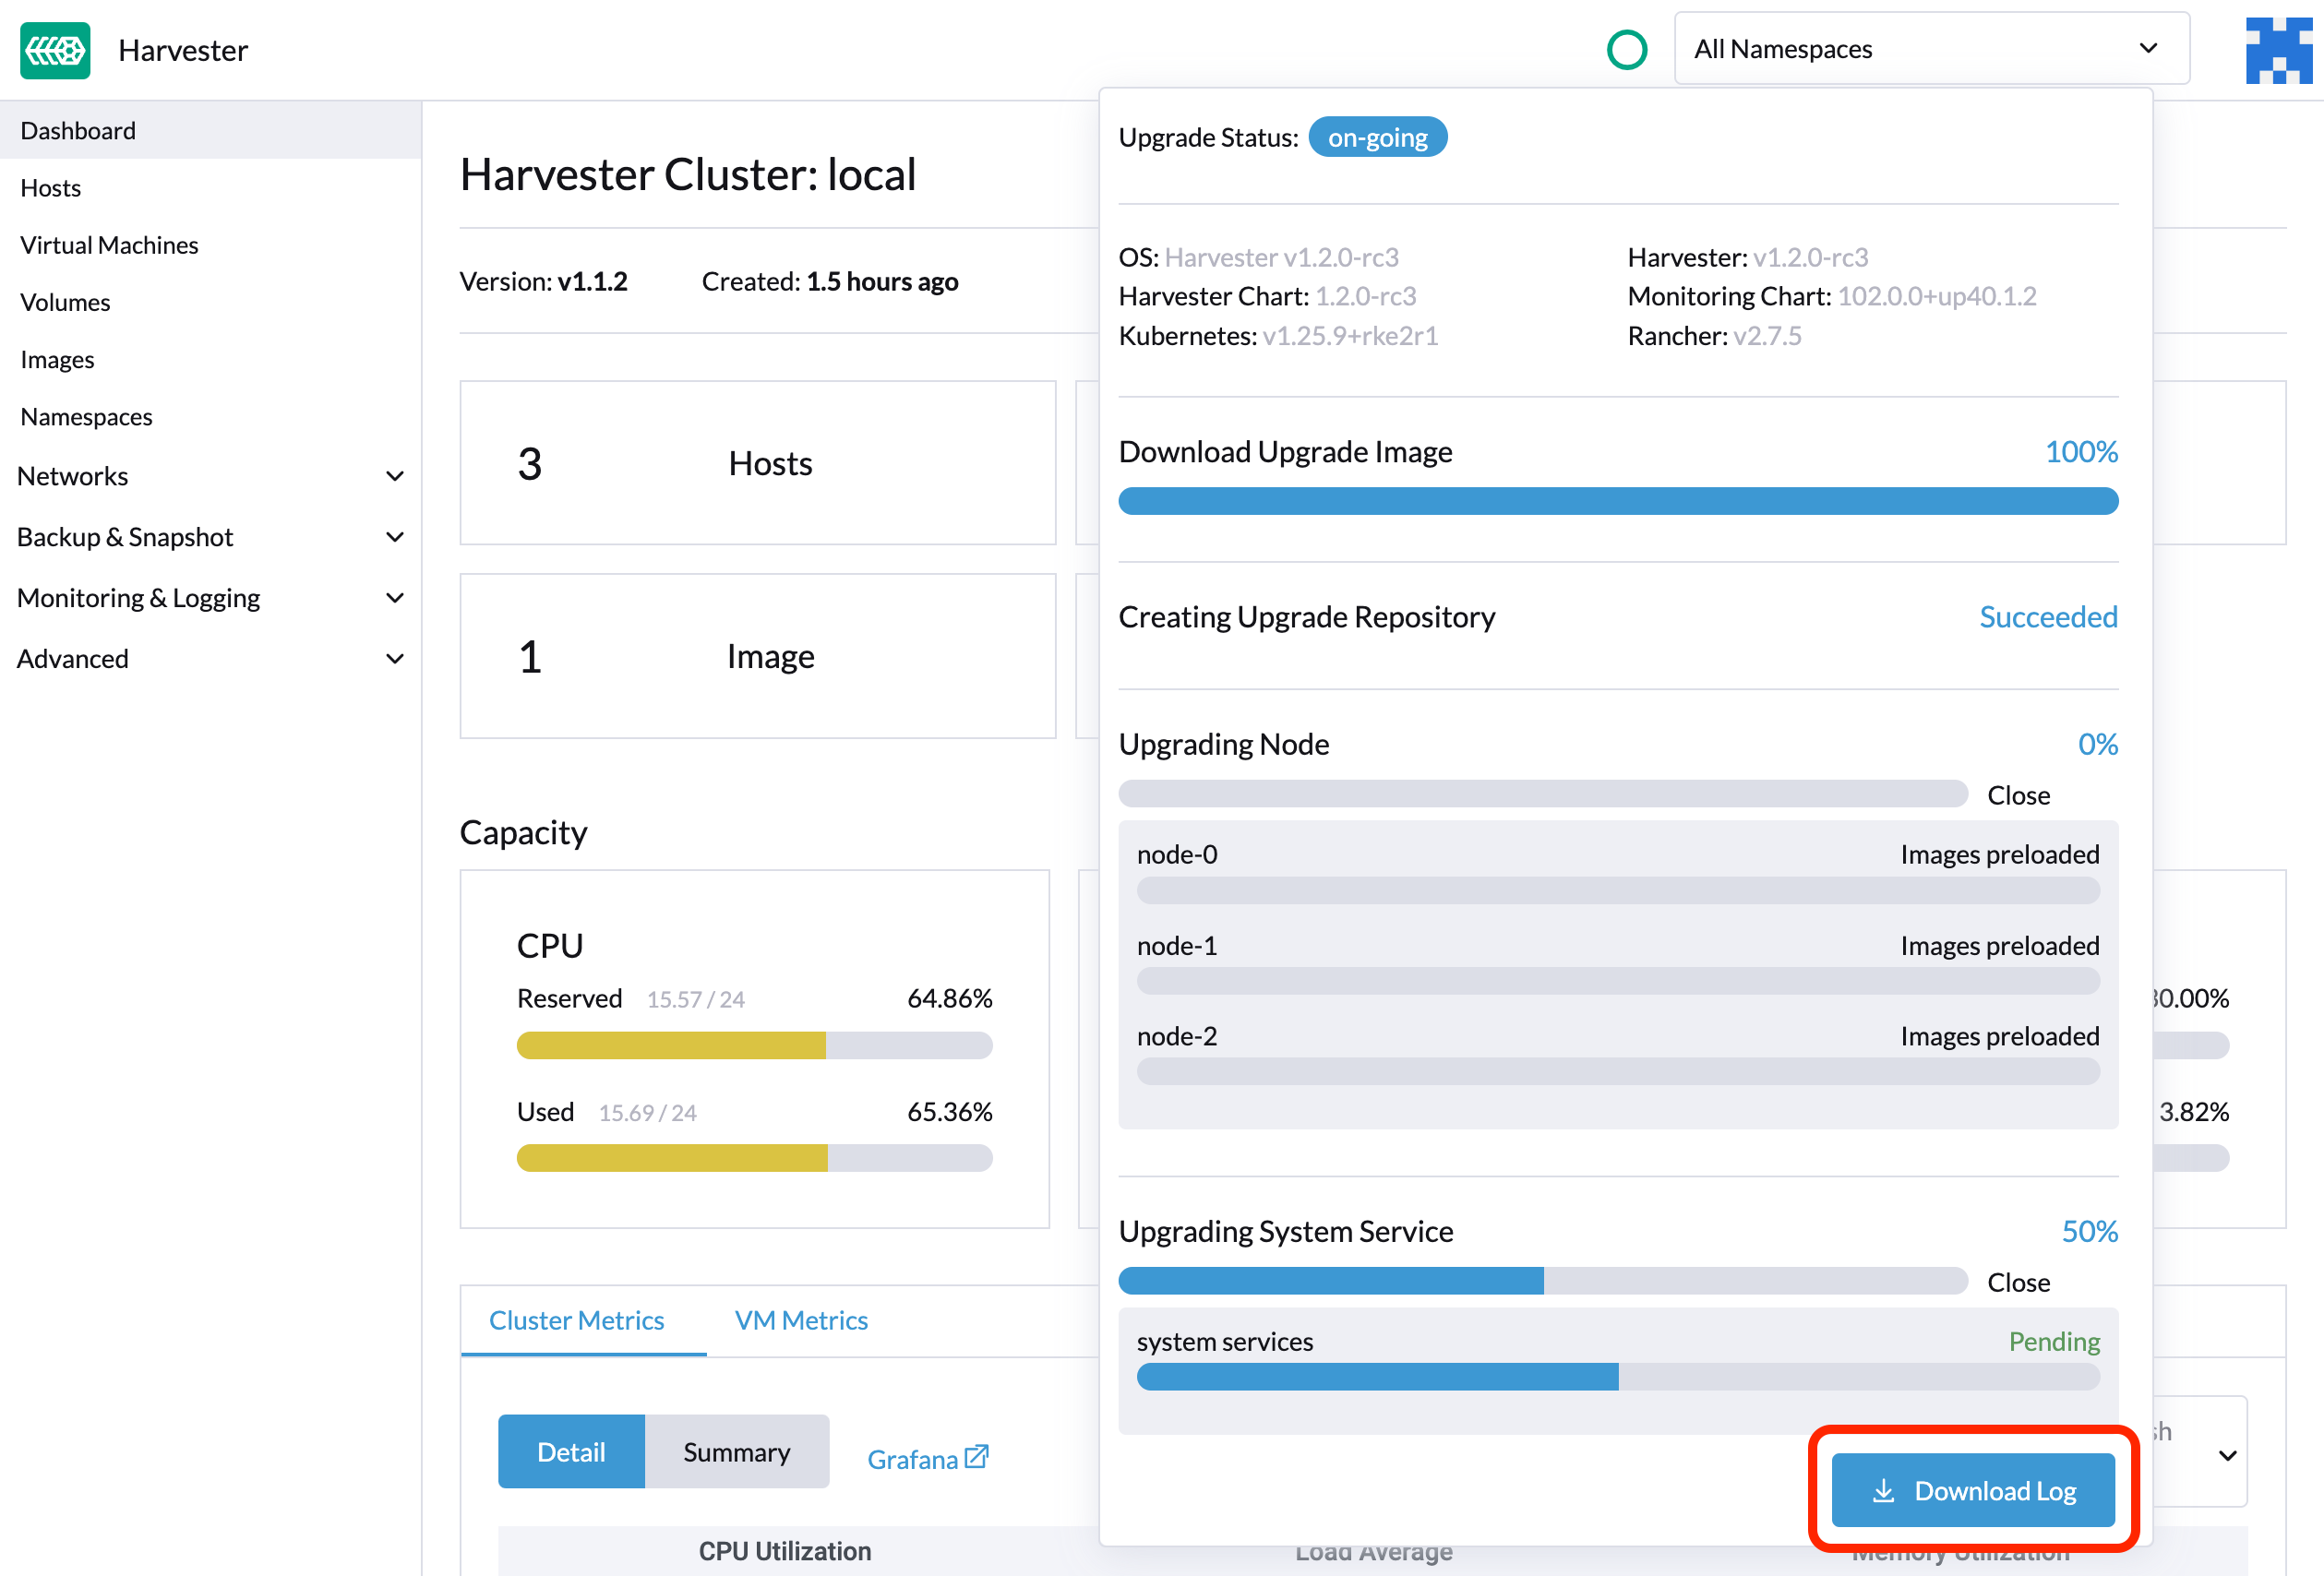 Harvester
All Namespaces
Dashboard
Hosts
Virtual Machines
Volumes
Images
Namespaces
Networks
Backup & Snapshot
Monitoring & Logging
Advanced
Harvester Cluster: local
Version: v1.1.2 Created: 1.5 hours ago
3 Hosts
1 Image
Capacity
CPU
Reserved 15.57 / 24 64.86%
Used 15.69 / 24 65.36%
Cluster Metrics VM Metrics
Detail Summary Grafana
CPU Utilization
Load Average
Memory Utilization
Upgrade Status: on-going
OS: Harvester v1.2.0-rc3 Harvester: v1.2.0-rc3
Harvester Chart: 1.2.0-rc3 Monitoring Chart: 102.0.0+up40.1.2
Kubernetes: v1.25.9+rke2r1 Rancher: v2.7.5
Download Upgrade Image 100%
Creating Upgrade Repository Succeeded
Upgrading Node 0%
Close
node-0 Images preloaded
node-1 Images preloaded
node-2 Images preloaded
Upgrading System Service 50%
Close
system services Pending
Download Log
3.82%